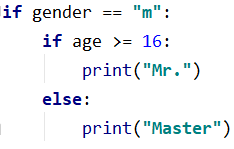 if gender == "m":
    if age >= 16:
        print("Mr.")
    else:
        print("Master")